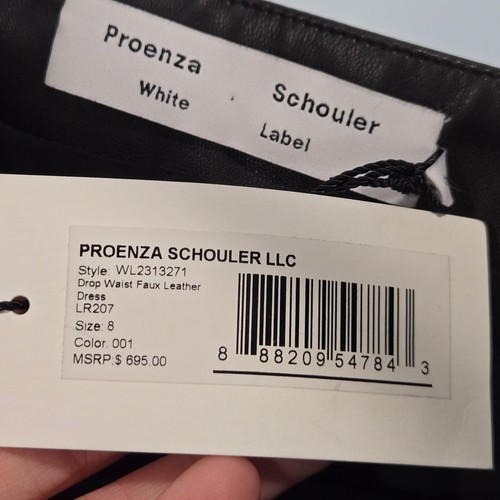 Proenza Schouler
White Label
PROENZA SCHOULER LLC
Style: WL2313271
Drop Waist Faux Leather
Dress
LR207
Size: 8
Color: 001
MSRP:$ 695.00
8 88209 54784 3